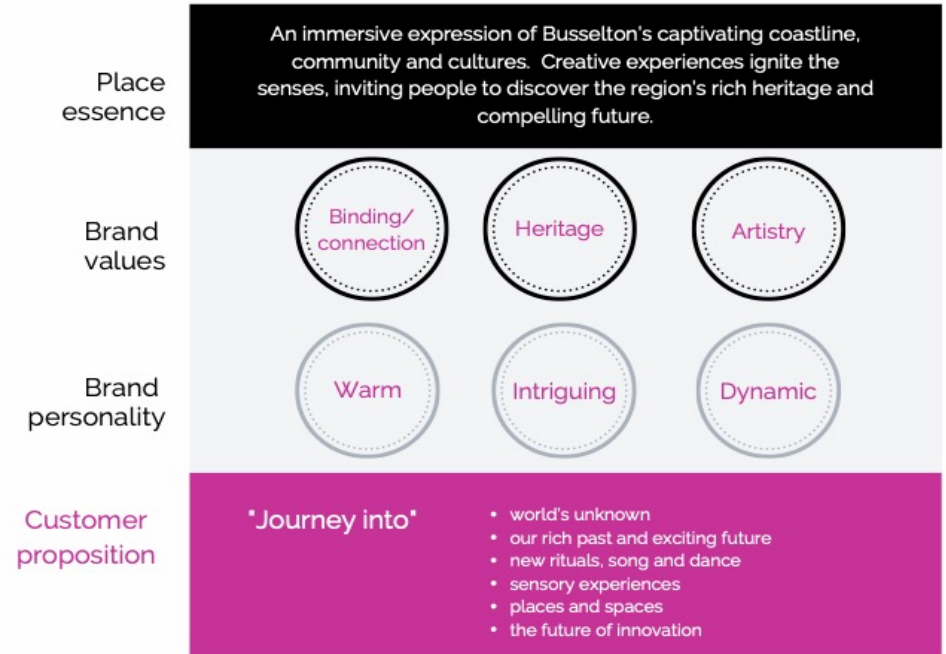 Place
essence
An immersive expression of Busselton's captivating coastline,
community and cultures. Creative experiences ignite the
senses, inviting people to discover the region's rich heritage and
compelling future.
Brand
values
Binding/
connection
Heritage
Artistry
Brand
personality
Warm
Intriguing
Dynamic
Customer
proposition
"Journey into"
• world's unknown
• our rich past and exciting future
• new rituals, song and dance
• sensory experiences
• places and spaces
• the future of innovation